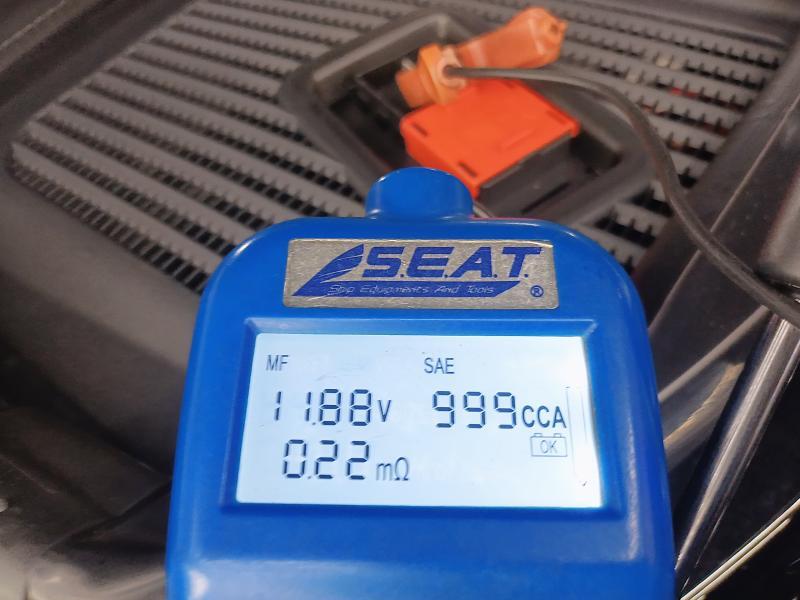 S.E.A.T.
Ship Equipments And Tools ®
MF SAE
11.88V 999CCA
OK
0.22mΩ